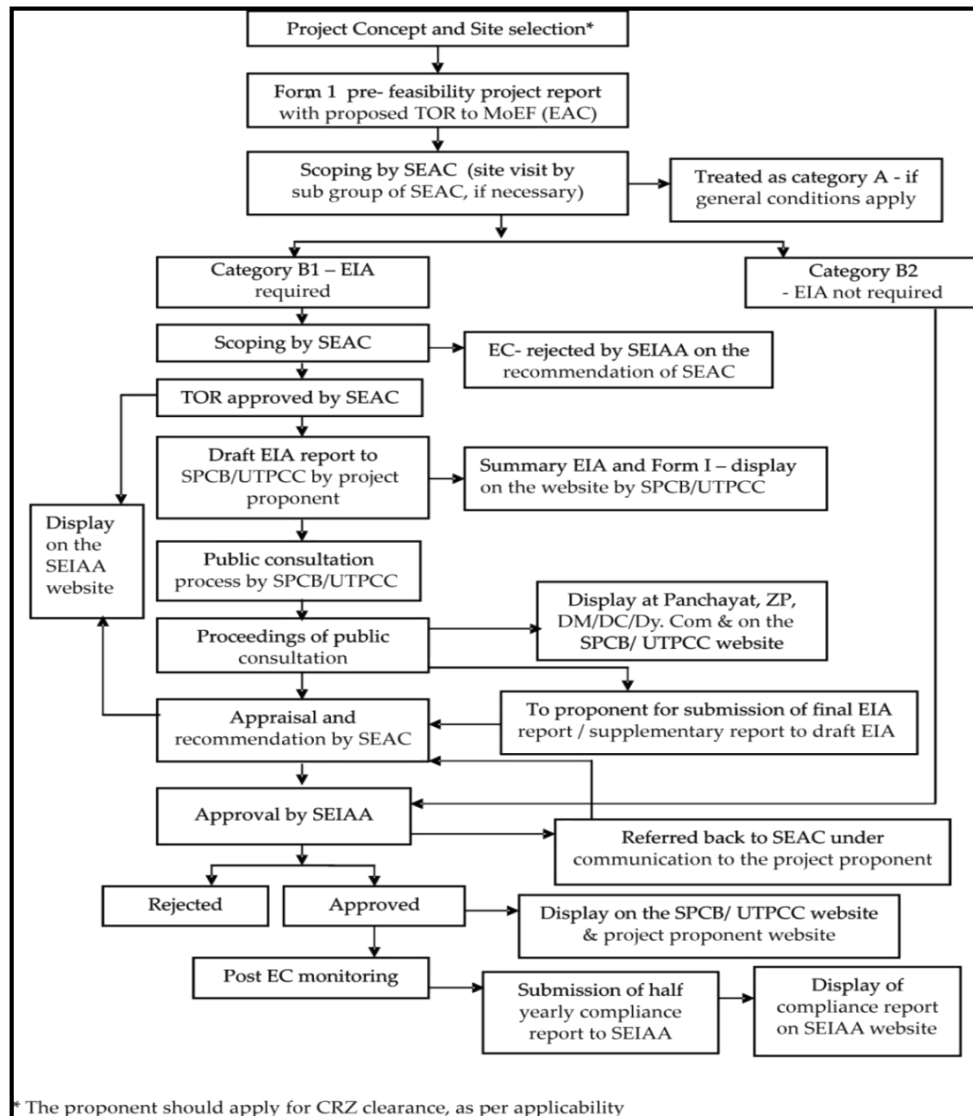 Project Concept and Site selection*
Form 1 pre- feasibility project report
with proposed TOR to MoEF (EAC)
Scoping by SEAC (site visit by
sub group of SEAC, if necessary)
Treated as category A - if
general conditions apply
Category B1 – EIA
required
Category B2
- EIA not required
Scoping by SEAC
EC- rejected by SEIAA on the
recommendation of SEAC
TOR approved by SEAC
Draft EIA report to
SPCB/UTPCC by project
proponent
Summary EIA and Form I – display
on the website by SPCB/UTPCC
Display
on the
SEIAA
website
Public consultation
process by SPCB/UTPCC
Display at Panchayat, ZP,
DM/DC/Dy. Com & on the
SPCB/ UTPCC website
Proceedings of public
consultation
To proponent for submission of final EIA
report / supplementary report to draft EIA
Appraisal and
recommendation by SEAC
Approval by SEIAA
Referred back to SEAC under
communication to the project proponent
Rejected
Approved
Display on the SPCB/ UTPCC website
& project proponent website
Post EC monitoring
Submission of half
yearly compliance
report to SEIAA
Display of
compliance report
on SEIAA website
* The proponent should apply for CRZ clearance, as per applicability